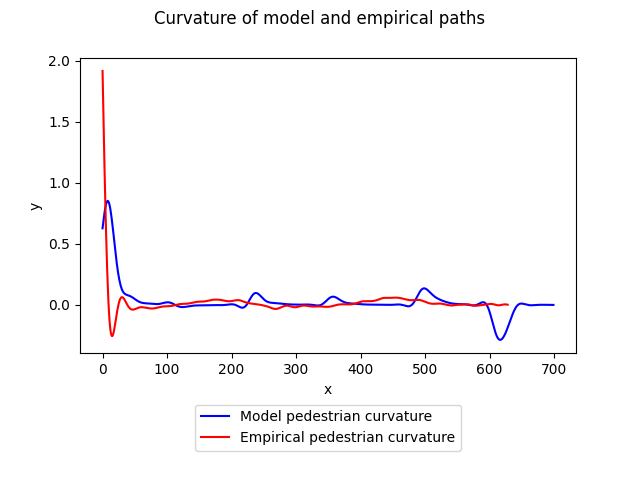 Curvature of model and empirical paths
2.0
1.5
1.0
0.5
0.0
y
0 100 200 300 400 500 600 700
x
Model pedestrian curvature
Empirical pedestrian curvature